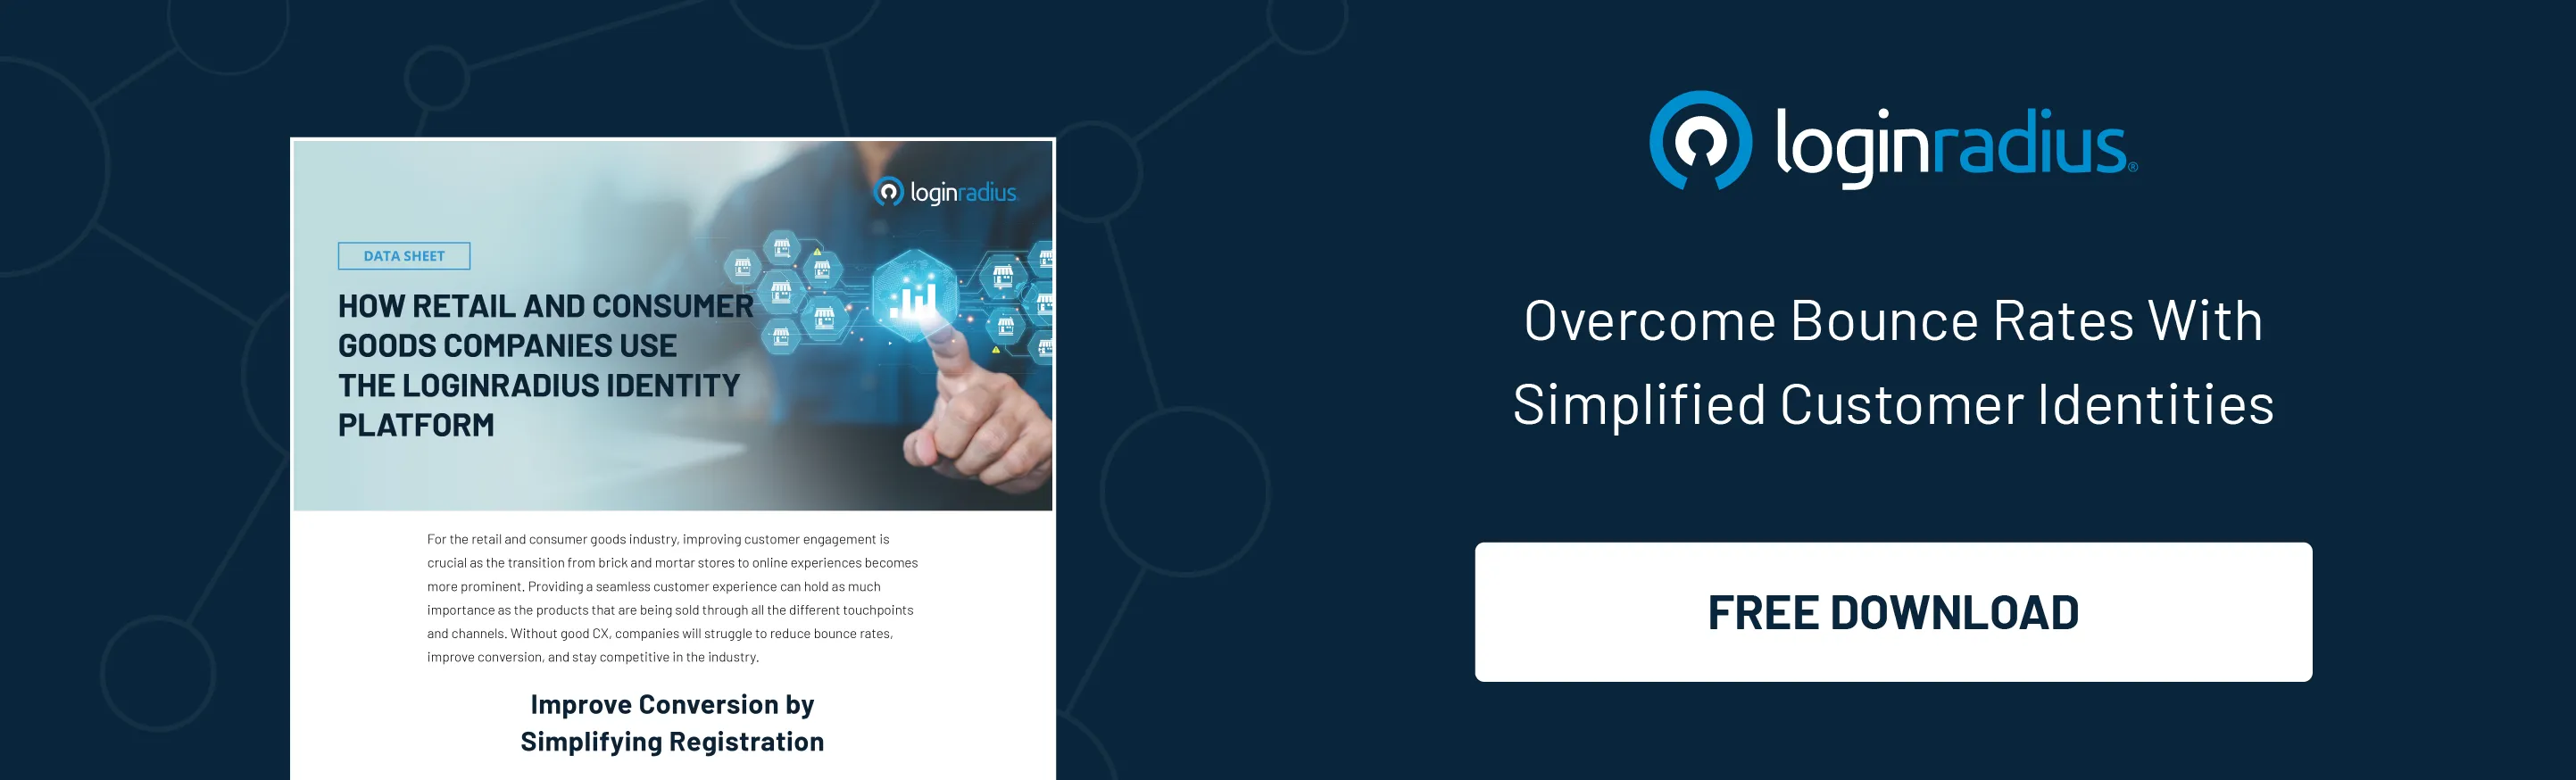 loginradius
DATA SHEET
HOW RETAIL AND CONSUMER
GOODS COMPANIES USE
THE LOGINRADIUS IDENTITY
PLATFORM
For the retail and consumer goods industry, improving customer engagement is
crucial as the transition from brick and mortar stores to online experiences becomes
more prominent. Providing a seamless customer experience can hold as much
importance as the products that are being sold through all the different touchpoints
and channels. Without good CX, companies will struggle to reduce bounce rates,
improve conversion, and stay competitive in the industry.
Improve Conversion by
Simplifying Registration
loginradius®
Overcome Bounce Rates With
Simplified Customer Identities
FREE DOWNLOAD